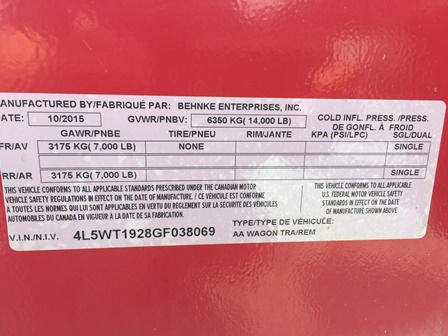 MANUFACTURED BY/FABRIQUÉ PAR: BEHNKE ENTERPRISES, INC.
DATE: 10/2015 GVWR/PNBV: 6350 KG( 14,000 LB) COLD INFL. PRESS./PRESS. DE GONFL. À FROID
GAWR/PNBE TIRE/PNEU RIM/JANTE KPA (PSI/LPC) SGL/DUAL
FR/AV 3175 KG( 7,000 LB) NONE SINGLE
RR/AR 3175 KG( 7,000 LB) SINGLE
THIS VEHICLE CONFORMS TO ALL APPLICABLE STANDARDS PRESCRIBED UNDER THE CANADIAN MOTOR
VEHICLE SAFETY REGULATIONS IN EFFECT ON THE DATE OF MANUFACTURE. / CE VÉHICULE EST CONFORME À
TOUTES LES NORMES QUI LUI SONT APPLICABLES EN VERTU DU RÈGLEMENT SUR LA SÉCURITÉ DES VÉHICULES
AUTOMOBILES DU CANADA EN VIGUEUR À LA DATE DE SA FABRICATION.
THIS VEHICLE CONFORMS TO ALL APPLICABLE
U.S. FEDERAL MOTOR VEHICLE SAFETY STANDARDS
IN EFFECT ON THE DATE OF MANUFACTURE SHOWN
ABOVE.
V.I.N./N.I.V. 4L5WT1928GF038069
TYPE/TYPE DE VÉHICULE:
AA WAGON TRA/REM